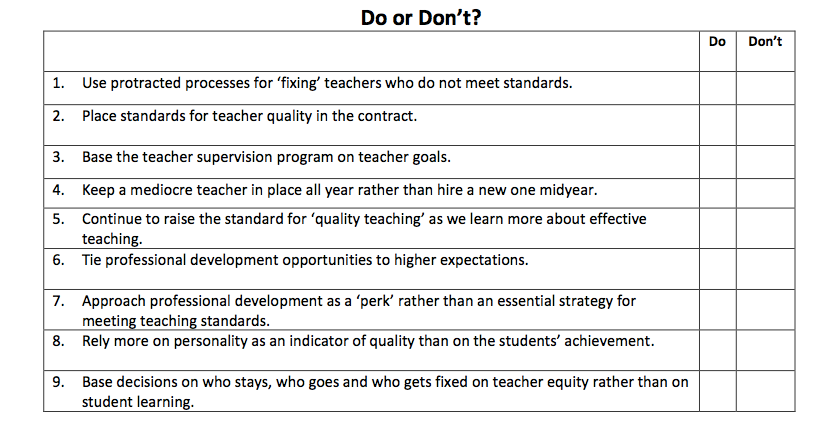 Do or Don’t?
Do Don’t
1. Use protracted processes for ‘fixing’ teachers who do not meet standards.
2. Place standards for teacher quality in the contract.
3. Base the teacher supervision program on teacher goals.
4. Keep a mediocre teacher in place all year rather than hire a new one midyear.
5. Continue to raise the standard for ‘quality teaching’ as we learn more about effective
teaching.
6. Tie professional development opportunities to higher expectations.
7. Approach professional development as a ‘perk’ rather than an essential strategy for
meeting teaching standards.
8. Rely more on personality as an indicator of quality than on the students’ achievement.
9. Base decisions on who stays, who goes and who gets fixed on teacher equity rather than on
student learning.